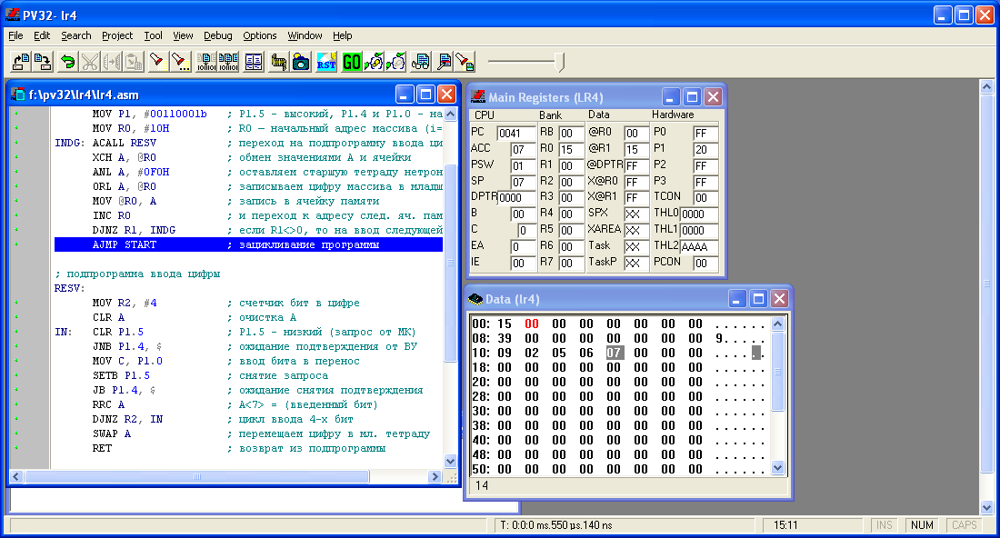 PV32- lr4
File Edit Search Project Tool View Debug Options Window Help
RST GO
f:\pv32\lr4\lr4.asm
MOV P1, #00110001b ; P1.5 - высокий, P1.4 и P1.0 - на
MOV R0, #10H ; R0 — начальный адрес массива (i=
INDG: ACALL RESV ; переход на подпрограмму ввода ци
XCH A, @R0 ; обмен значениями А и ячейки
ANL A, #0F0H ; оставляем старшую тетраду нетрон
ORL A, @R0 ; записываем цифру массива в младш
MOV @R0, A ; запись в ячейку памяти
INC R0 ; и переход к адресу след. яч. пам
DJNZ R1, INDG ; если R1<>0, то на ввод следующей
AJMP START ; зацикливание программы
; подпрограмма ввода цифры
RESV:
MOV R2, #4 ; счетчик бит в цифре
CLR A ; очистка А
IN: CLR P1.5 ; P1.5 - низкий (запрос от МК)
JNB P1.4, $ ; ожидание подтверждения от ВУ
MOV C, P1.0 ; ввод бита в перенос
SETB P1.5 ; снятие запроса
JB P1.4, $ ; ожидание снятия подтверждения
RRC A ; A<7> = (введенный бит)
DJNZ R2, IN ; цикл ввода 4-х бит
SWAP A ; перемещаем цифру в мл. тетраду
RET ; возврат из подпрограммы
Main Registers (LR4)
CPU Bank Data Hardware
PC 0041 RB 00 @R0 00 P0 FF
ACC 07 R0 15 @R1 15 P1 20
PSW 01 R1 00 @DPTR FF P2 FF
SP 07 R2 00 X@R0 FF P3 FF
DPTR 0000 R3 00 X@R1 FF TCON 00
B 00 R4 00 SPX XX THL0 0000
C 0 R5 00 XAREA XX THL1 0000
EA 0 R6 00 Task XX THL2 AAAA
IE 00 R7 00 TaskP XX PCON 00
Data (lr4)
00: 15 00 00 00 00 00 00 00 ......
08: 39 00 00 00 00 00 00 00 9.....
10: 09 02 05 06 07 00 00 00 ......
18: 00 00 00 00 00 00 00 00 ......
20: 00 00 00 00 00 00 00 00 ......
28: 00 00 00 00 00 00 00 00 ......
30: 00 00 00 00 00 00 00 00 ......
38: 00 00 00 00 00 00 00 00 ......
40: 00 00 00 00 00 00 00 00 ......
48: 00 00 00 00 00 00 00 00 ......
50: 00 00 00 00 00 00 00 00 ......
14
T: 0:0:0 ms.550 µs.140 ns 15:11 INS NUM CAPS